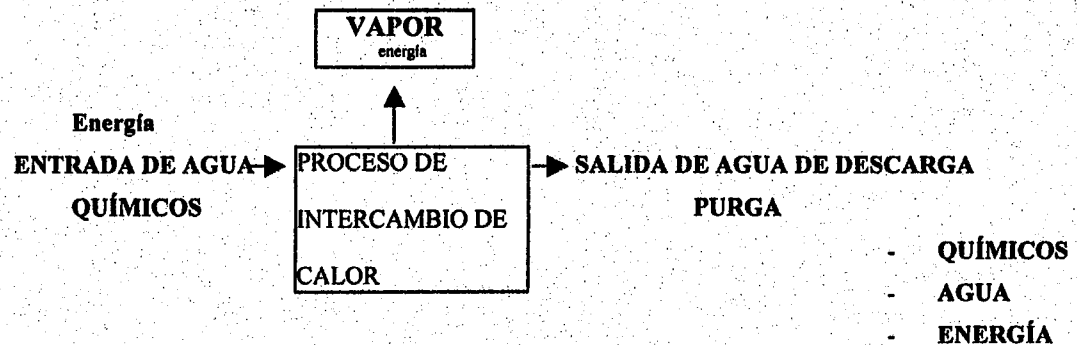 VAPOR
energía
Energía
ENTRADA DE AGUA
QUÍMICOS
PROCESO DE
INTERCAMBIO DE
CALOR
SALIDA DE AGUA DE DESCARGA
PURGA
- QUÍMICOS
- AGUA
- ENERGÍA